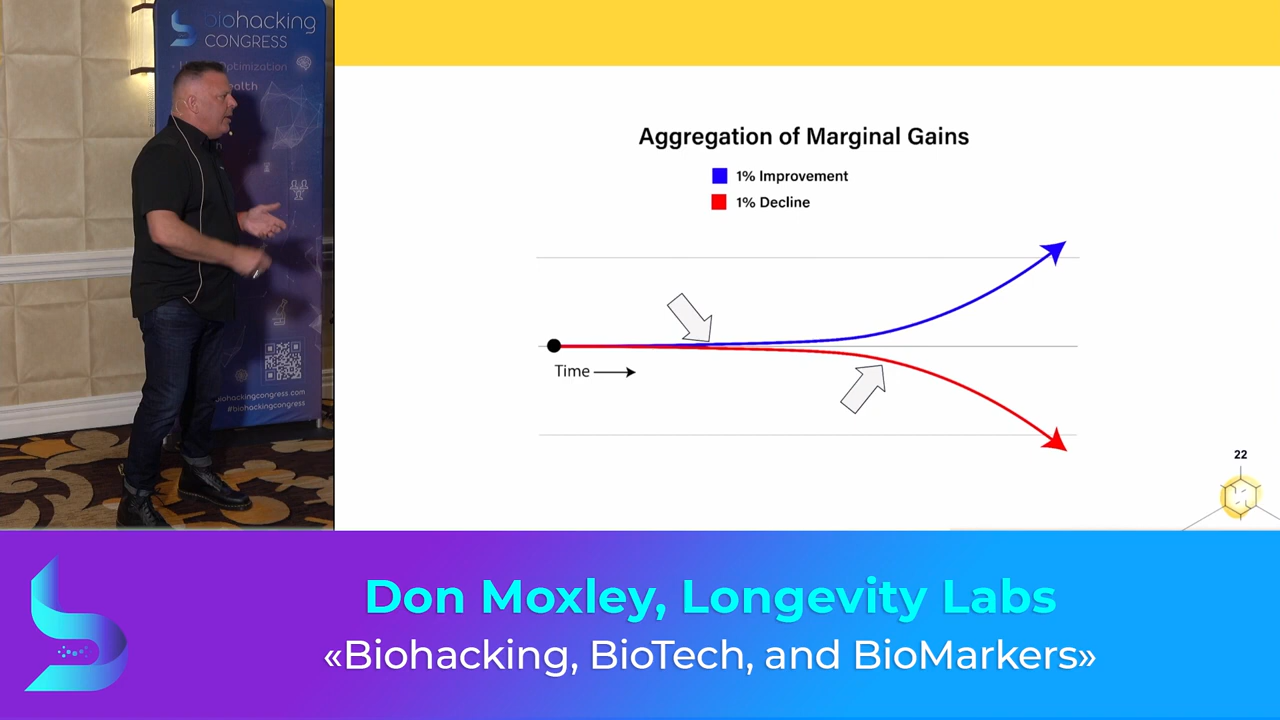 biohacking
CONGRESS
Optimization
Aggregation of Marginal Gains
1% Improvement
1% Decline
Time
22
biohackingcongress.com
#biohackingcongress
Don Moxley, Longevity Labs
«Biohacking, BioTech, and BioMarkers»